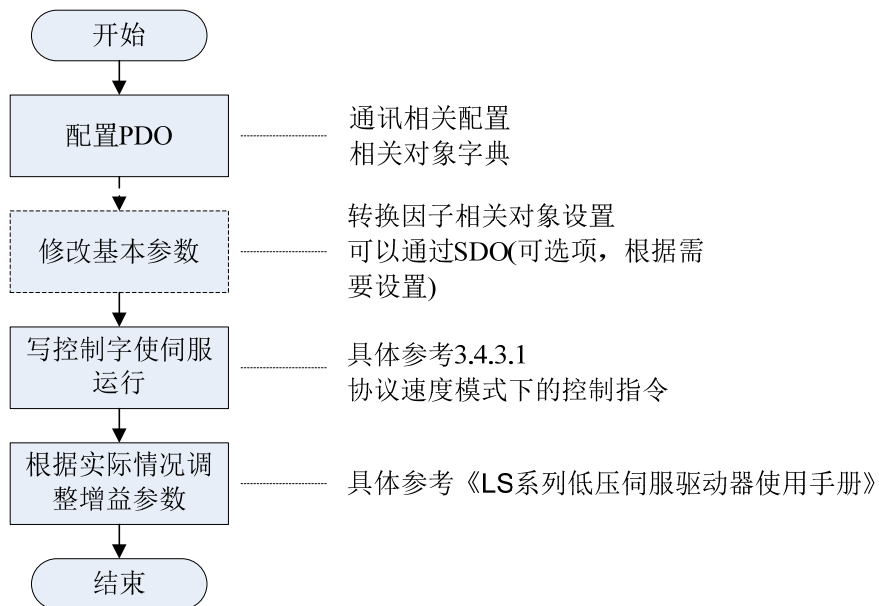 开始
配置PDO
通讯相关配置
相关对象字典
修改基本参数
转换因子相关对象设置
可以通过SDO(可选项，根据需
要设置)
写控制字使伺服
运行
具体参考3.4.3.1
协议速度模式下的控制指令
根据实际情况调
整增益参数
具体参考《LS系列低压伺服驱动器使用手册》
结束